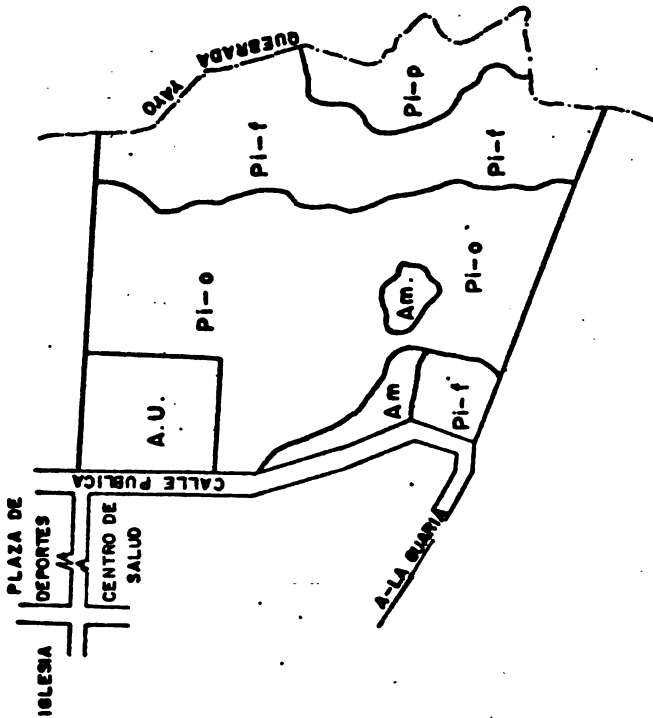 QUEBRADA
YAYO
Pi-p
Pi-f
Pi-f
Pi-o
Pi-o
Am.
Am
Pi-f
A.U.
CALLE PUBLICA
PLAZA DE
DEPORTES
CENTRO DE
SALUD
IGLESIA
A-LA GUARIA